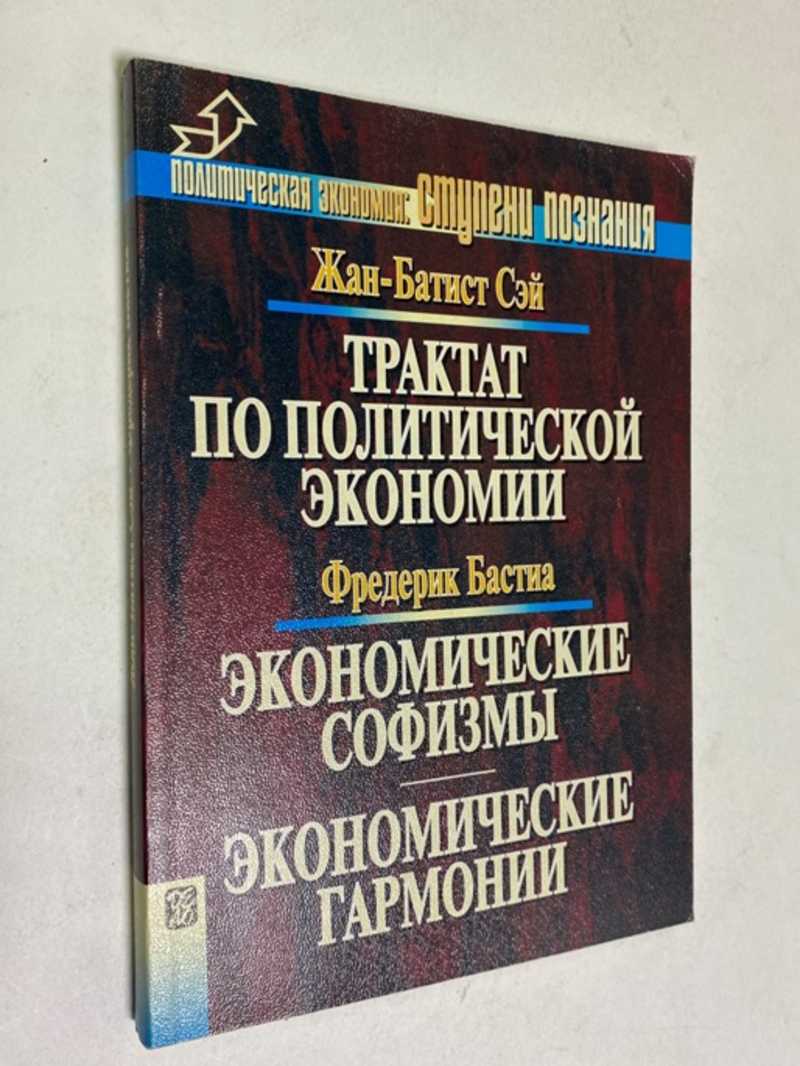 политическая экономия: ступени познания
Жан-Батист Сэй
ТРАКТАТ
ПО ПОЛИТИЧЕСКОЙ
ЭКОНОМИИ
Фредерик Бастиа
ЭКОНОМИЧЕСКИЕ
СОФИЗМЫ
ЭКОНОМИЧЕСКИЕ
ГАРМОНИИ